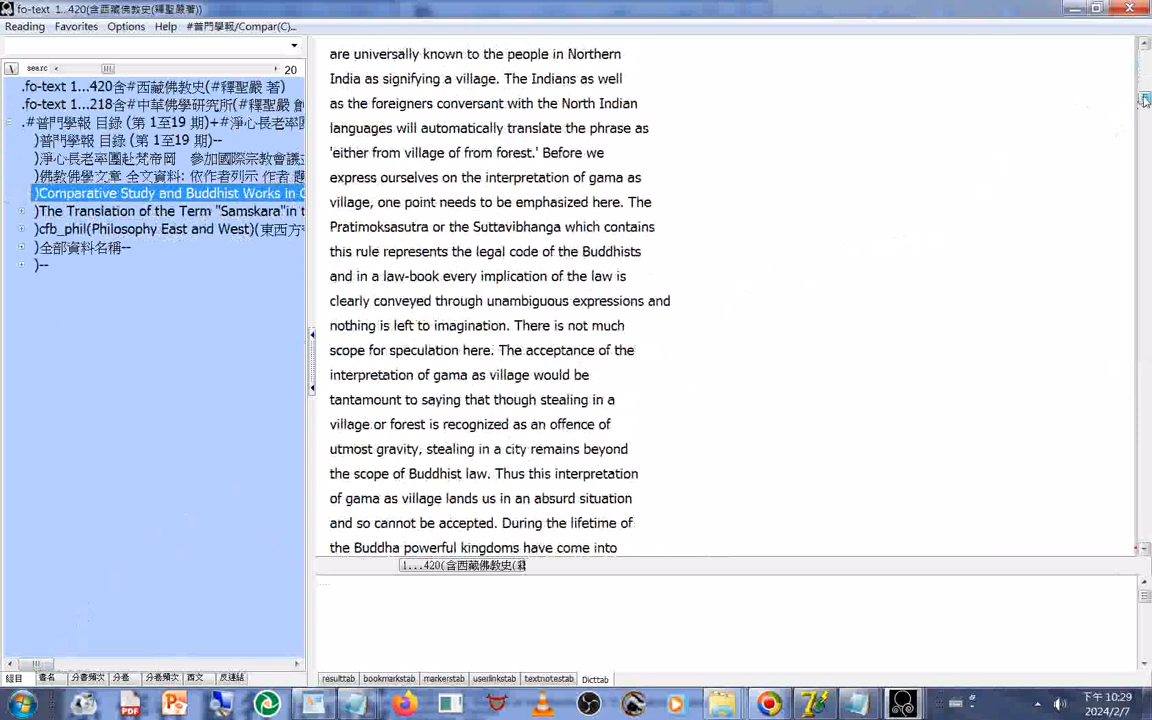 fo-text 1...420(含西藏佛教史(釋聖嚴著))
Reading Favorites Options Help #普門學報/Compar(C)...
searc 20
.fo-text 1...420含#西藏佛教史(#釋聖嚴 著)
.fo-text 1...218含#中華佛學研究所(#釋聖嚴 創
.#普門學報 目錄 (第 1至19 期)+#淨心長老率團
)普門學報 目錄 (第 1至19 期)--
)淨心長老率團赴梵帝岡 參加國際宗教會議
)佛教佛學文章 全文資料: 依作者列示 作者 題
)Comparative Study and Buddhist Works in C
)The Translation of the Term "Samskara"in t
)cfb_phil(Philosophy East and West)(東西方
)全部資料名稱--
)--
are universally known to the people in Northern
India as signifying a village. The Indians as well
as the foreigners conversant with the North Indian
languages will automatically translate the phrase as
'either from village of from forest.' Before we
express ourselves on the interpretation of gama as
village, one point needs to be emphasized here. The
Pratimoksasutra or the Suttavibhanga which contains
this rule represents the legal code of the Buddhists
and in a law-book every implication of the law is
clearly conveyed through unambiguous expressions and
nothing is left to imagination. There is not much
scope for speculation here. The acceptance of the
interpretation of gama as village would be
tantamount to saying that though stealing in a
village or forest is recognized as an offence of
utmost gravity, stealing in a city remains beyond
the scope of Buddhist law. Thus this interpretation
of gama as village lands us in an absurd situation
and so cannot be accepted. During the lifetime of
the Buddha powerful kingdoms have come into
1...420(含西藏佛教史(釋
....
經目 書名 分書頻次 分卷 分卷頻次 西文 反連結
resulttab bookmarkstab markerstab userlinkstab textnotestab Dicttab
PDF
下午 10:29
2024/2/7